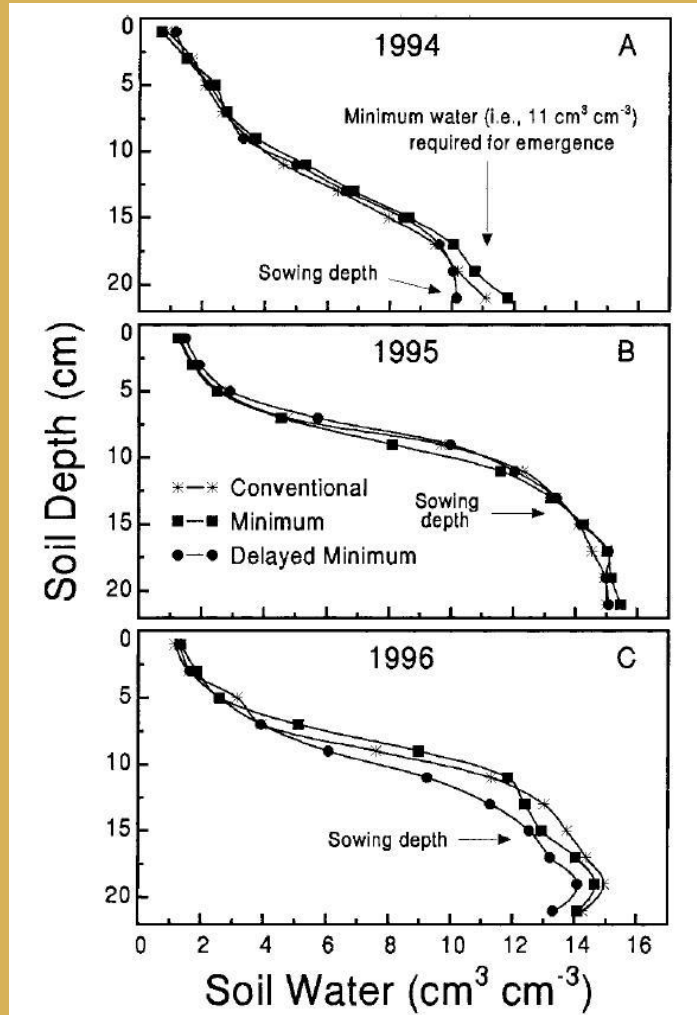 0
5
10
15
20
1994
A
Minimum water (i.e., 11 cm³ cm⁻³)
required for emergence
Sowing depth
0
5
10
15
20
1995
B
Conventional
Minimum
Delayed Minimum
Sowing
depth
0
5
10
15
20
1996
C
Sowing depth
0 2 4 6 8 10 12 14 16
Soil Depth (cm)
Soil Water (cm³ cm⁻³)